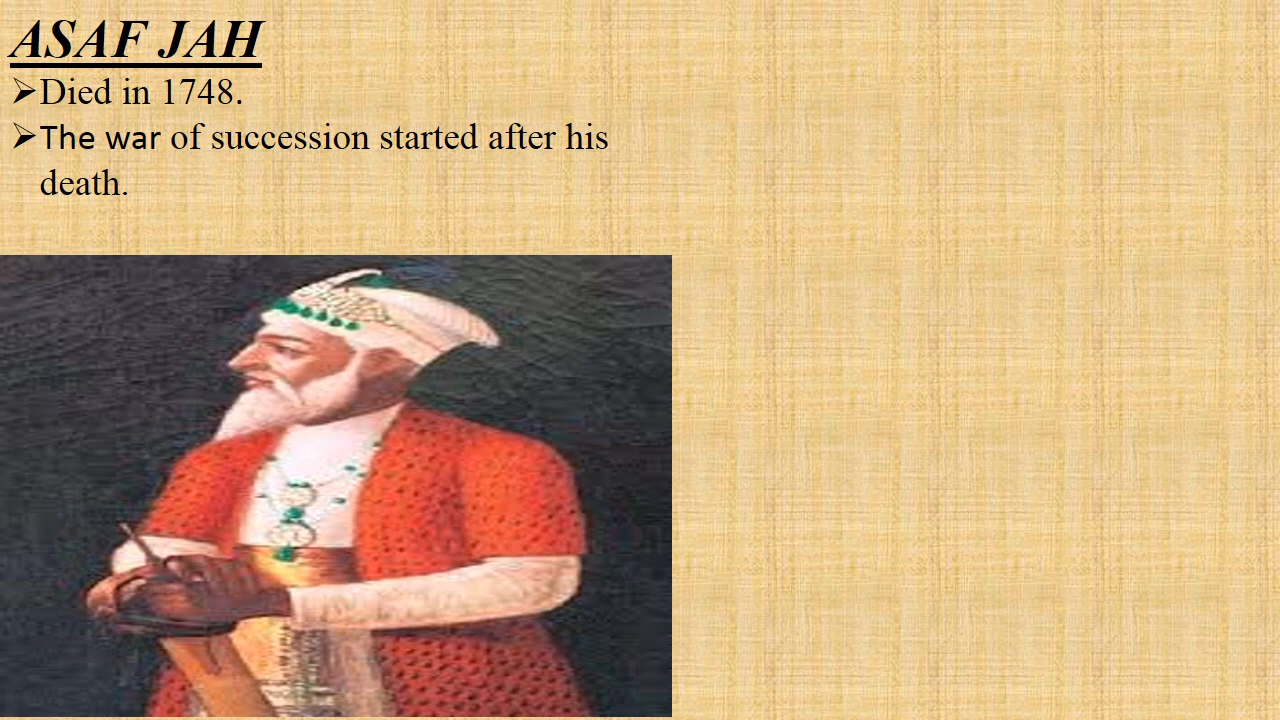 ASAF JAH
➢Died in 1748.
➢The war of succession started after his
death.